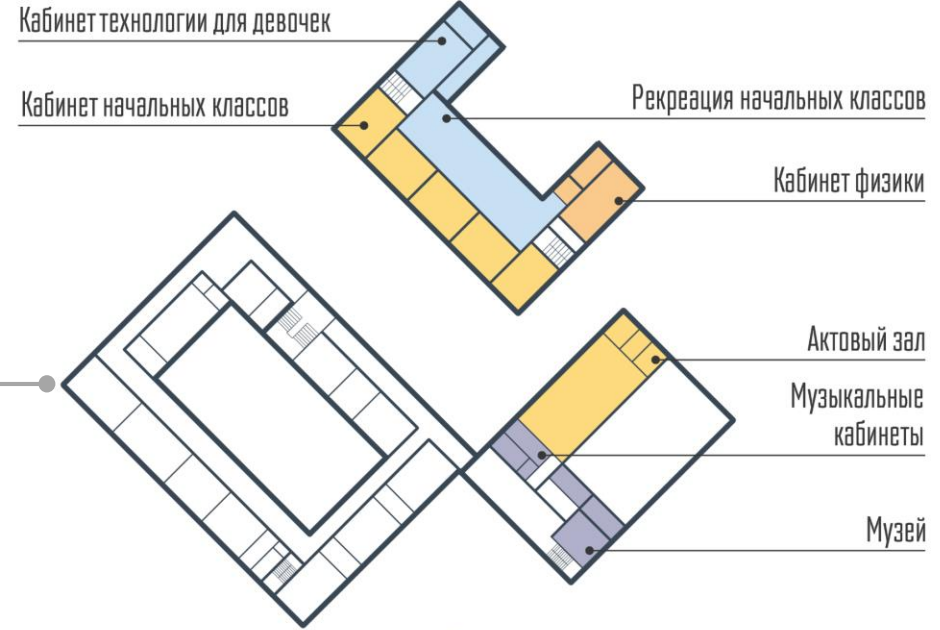 Кабинет технологии для девочек
Кабинет начальных классов
Рекреация начальных классов
Кабинет физики
Актовый зал
Музыкальные
кабинеты
Музей